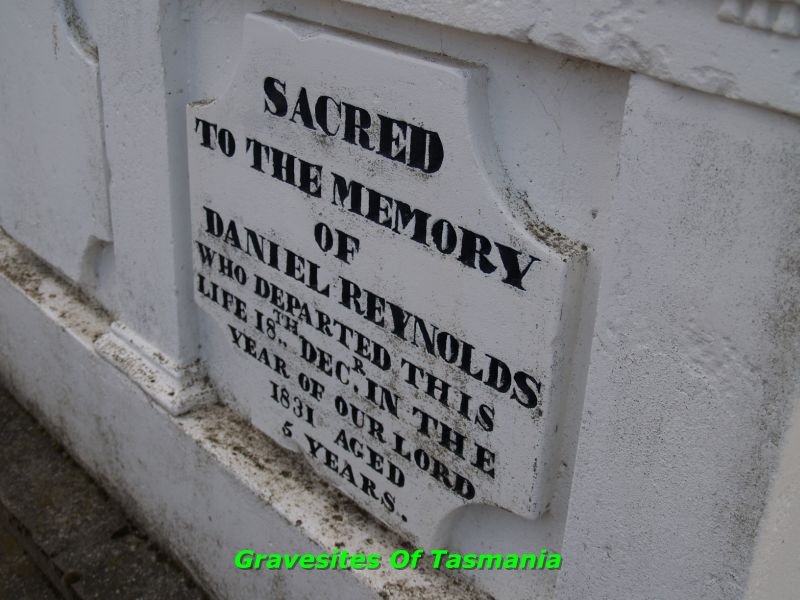 SACRED
TO THE MEMORY
OF
DANIEL REYNOLDS
WHO DEPARTED THIS
LIFE 18TH.. DECR. IN THE
YEAR OF OUR LORD
1831 AGED
5 YEARS.
Gravesites Of Tasmania